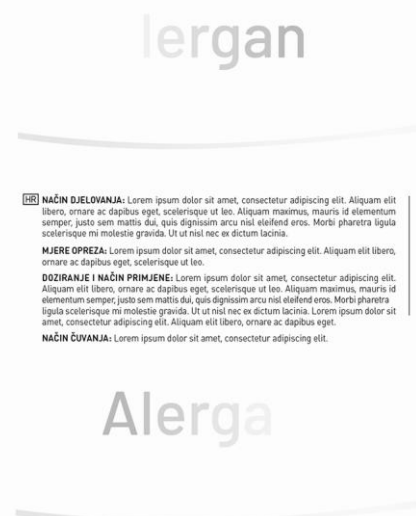 lergan
HR NAČIN DJELOVANJA: Lorem ipsum dolor sit amet, consectetur adipiscing elit. Aliquam elit
libero, ornare ac dapibus eget, scelerisque ut leo. Aliquam maximus, mauris id elementum
semper, justo sem mattis dui, quis dignissim arcu nisl eleifend eros. Morbi pharetra ligula
scelerisque mi molestie gravida. Ut ut nisl nec ex dictum lacinia.
MJERE OPREZA: Lorem ipsum dolor sit amet, consectetur adipiscing elit. Aliquam elit libero,
ornare ac dapibus eget, scelerisque ut leo.
DOZIRANJE I NAČIN PRIMJENE: Lorem ipsum dolor sit amet, consectetur adipiscing elit.
Aliquam elit libero, ornare ac dapibus eget, scelerisque ut leo. Aliquam maximus, mauris id
elementum semper, justo sem mattis dui, quis dignissim arcu nisl eleifend eros. Morbi pharetra
ligula scelerisque mi molestie gravida. Ut ut nisl nec ex dictum lacinia. Lorem ipsum dolor sit
amet, consectetur adipiscing elit. Aliquam elit libero, ornare ac dapibus eget.
NAČIN ČUVANJA: Lorem ipsum dolor sit amet, consectetur adipiscing elit.
Alerga